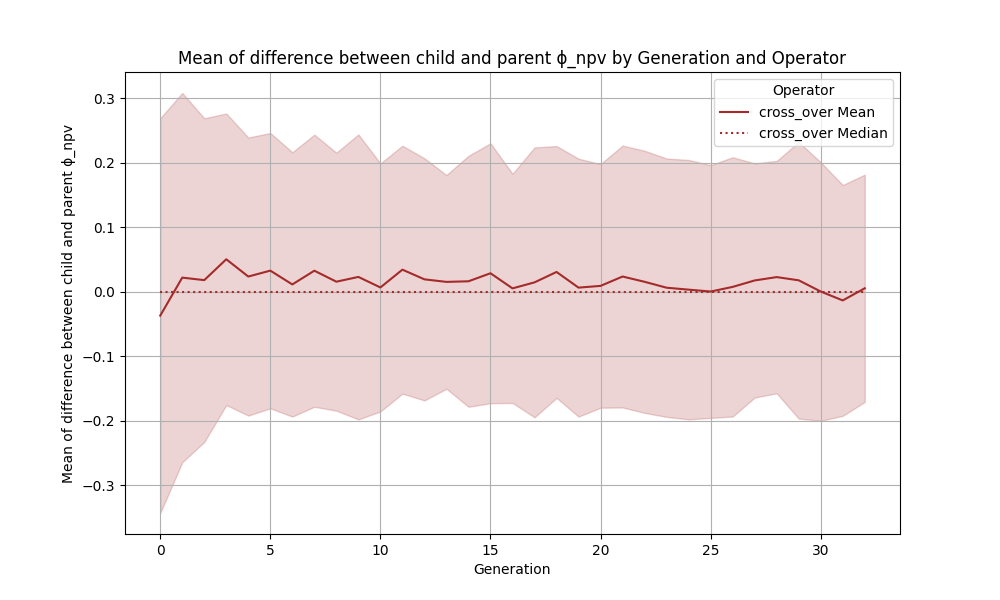 Mean of difference between child and parent ϕ_npv by Generation and Operator
Mean of difference between child and parent ϕ_npv
0.3
0.2
0.1
0.0
−0.1
−0.2
−0.3
Operator
cross_over Mean
cross_over Median
0 5 10 15 20 25 30
Generation